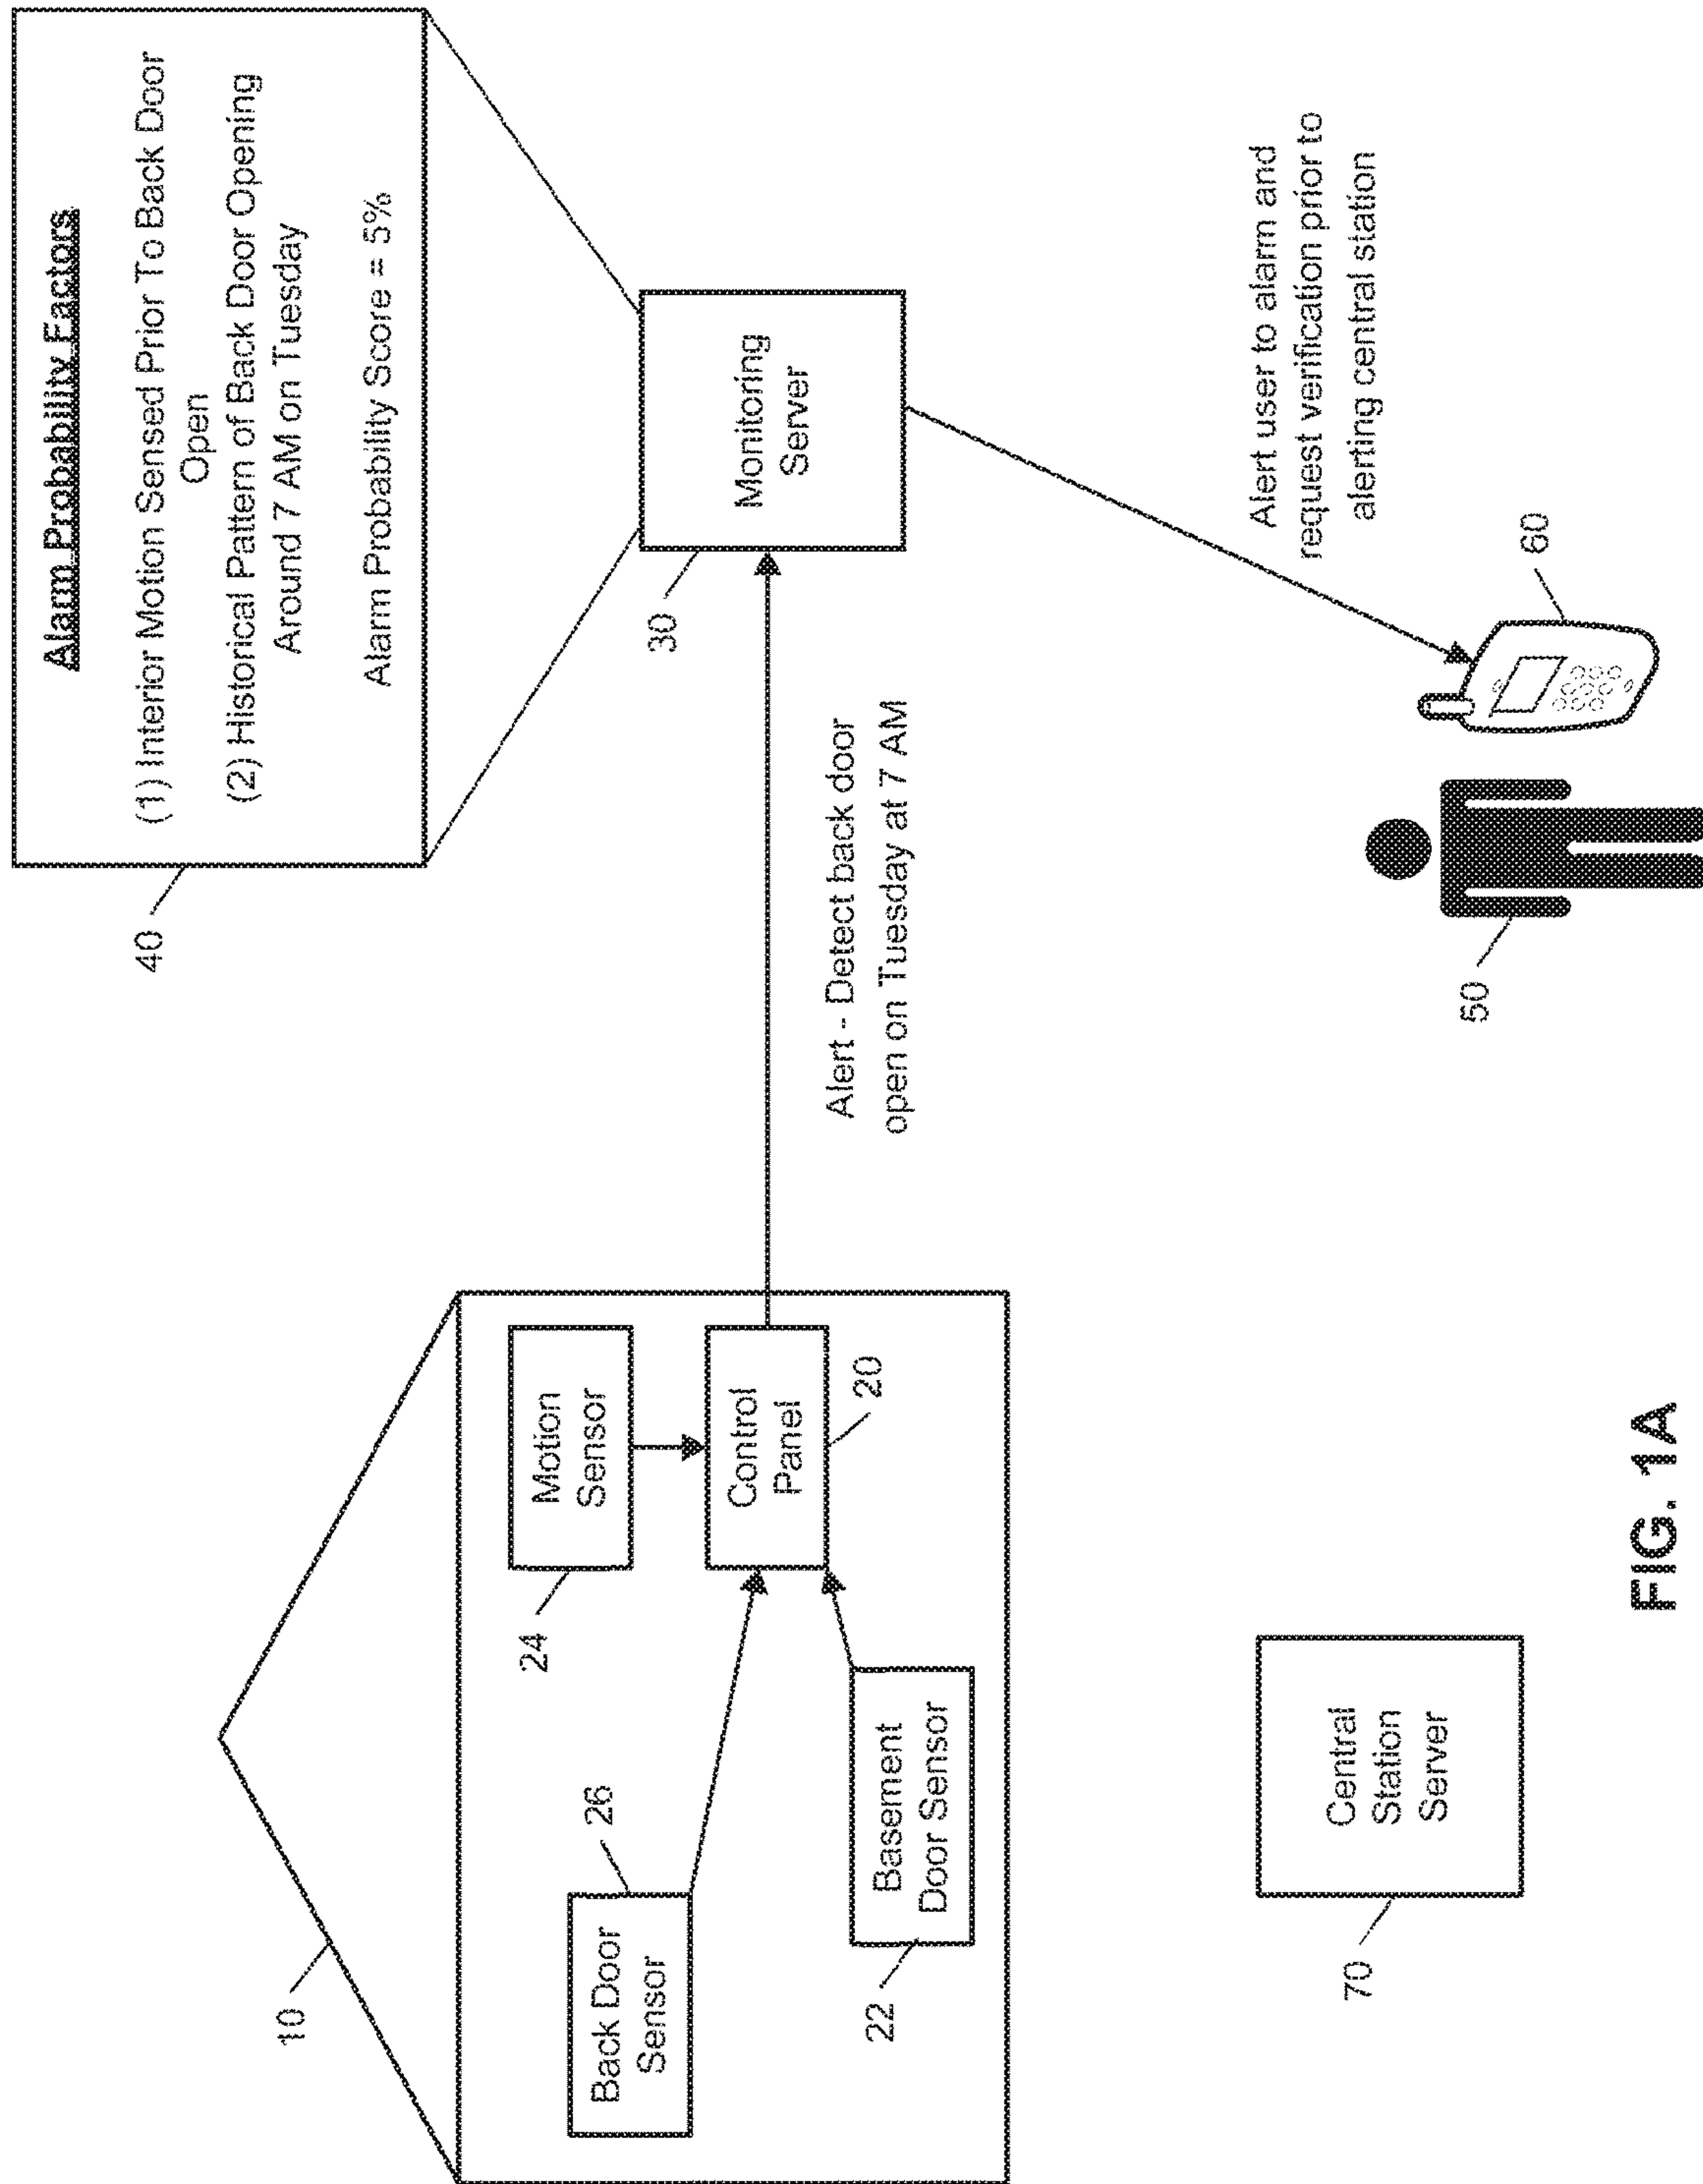 Alarm Probability Factors
(1) Interior Motion Sensed Prior To Back Door
Open
(2) Historical Pattern of Back Door Opening
Around 7 AM on Tuesday
Alarm Probability Score = 5%
40
10
Motion
Sensor
24
Control
Panel
20
Back Door
Sensor
26
Basement
Door Sensor
22
Alert - Detect back door
open on Tuesday at 7 AM
Monitoring
Server
30
Alert user to alarm and
request verification prior to
alerting central station
60
50
Central
Station
Server
70
FIG. 1A